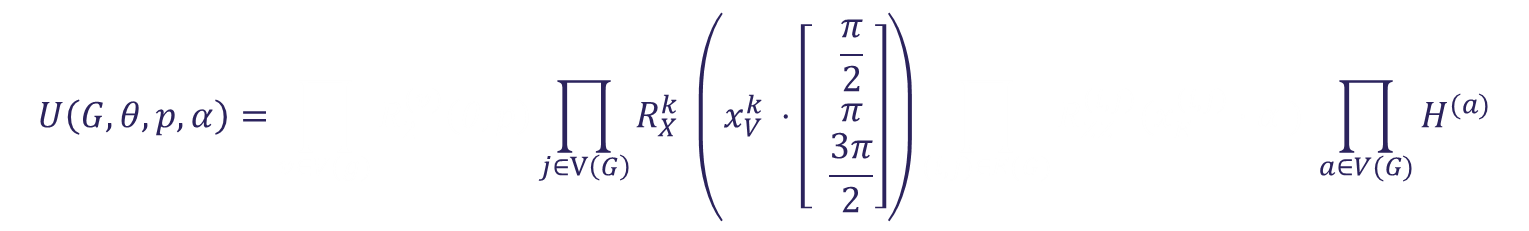 U(G, θ, p, α) = ∏_{j∈V(G)} R_X^k ( x_V^k · [ π/2 π 3π/2 ] ) ∏_{a∈V(G)} H^{(a)}